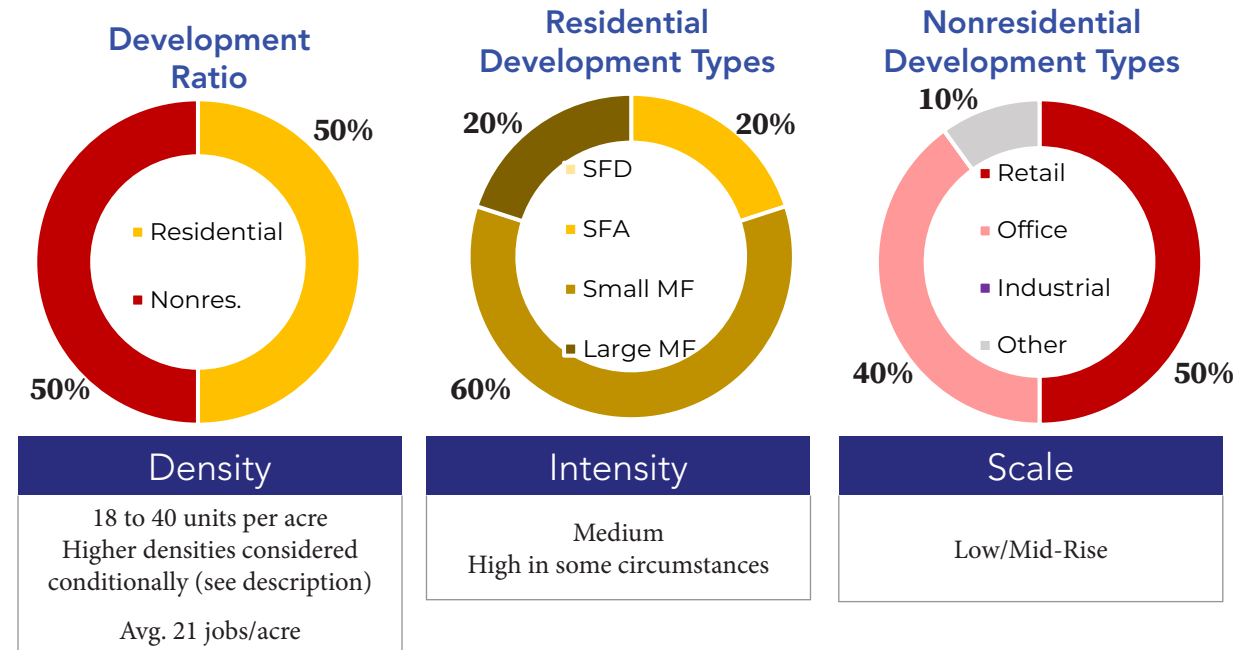 Development
Ratio
50%
Residential
Nonres.
50%
Residential
Development Types
20%
20%
SFD
SFA
Small MF
Large MF
60%
Nonresidential
Development Types
10%
Retail
Office
Industrial
Other
40%
50%
Density
18 to 40 units per acre
Higher densities considered
conditionally (see description)
Avg. 21 jobs/acre
Intensity
Medium
High in some circumstances
Scale
Low/Mid-Rise